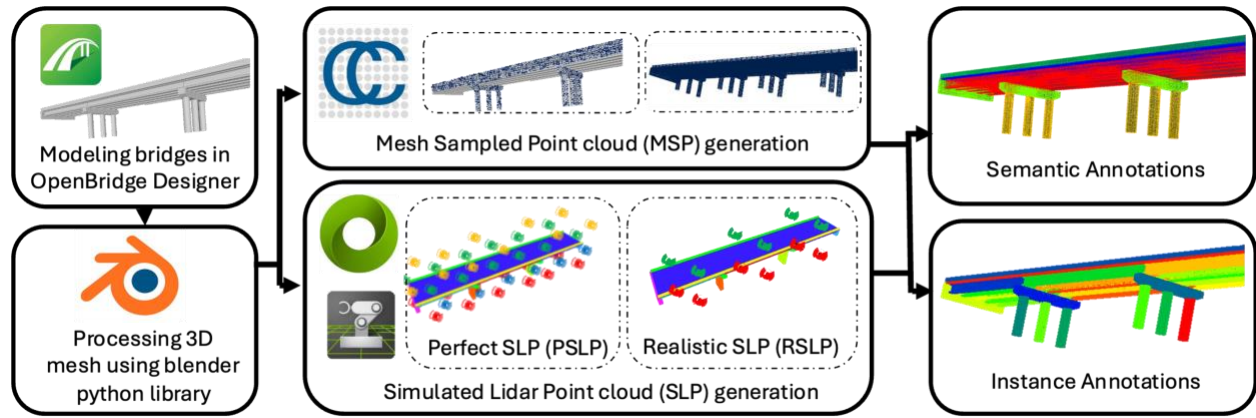 Modeling bridges in
OpenBridge Designer
Processing 3D
mesh using blender
python library
Mesh Sampled Point cloud (MSP) generation
Perfect SLP (PSLP)
Realistic SLP (RSLP)
Simulated Lidar Point cloud (SLP) generation
Semantic Annotations
Instance Annotations